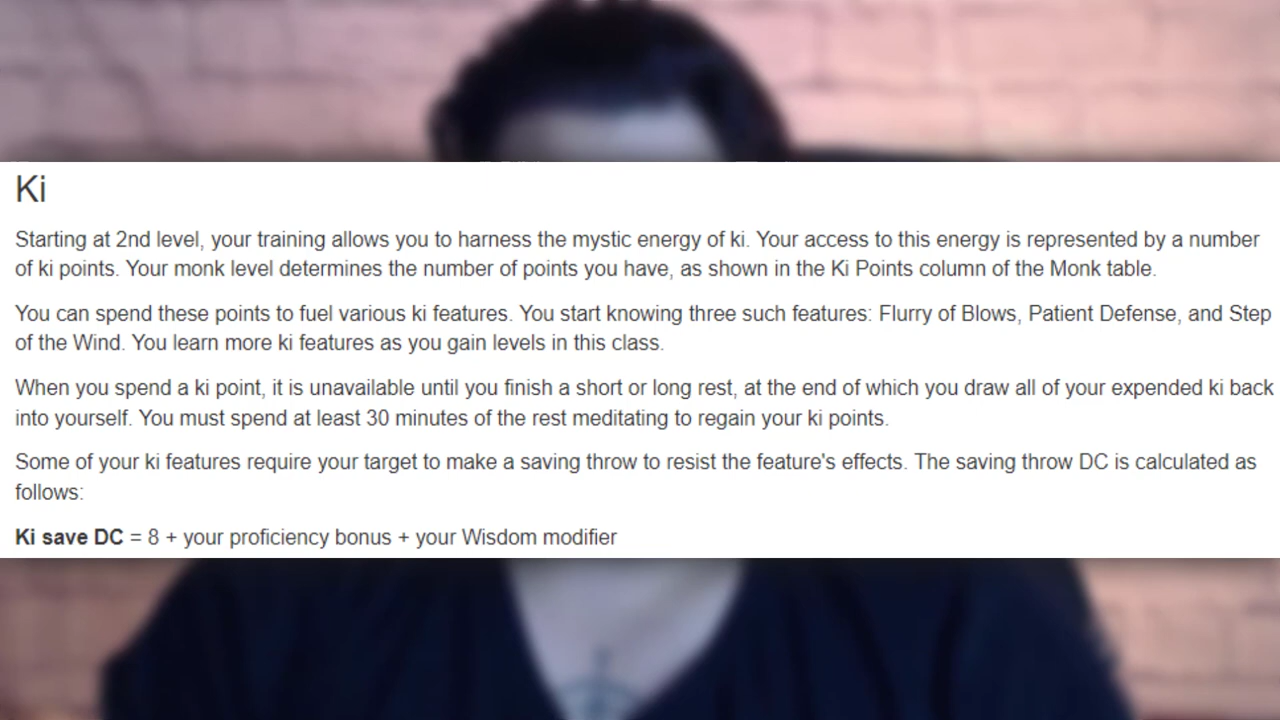 Ki
Starting at 2nd level, your training allows you to harness the mystic energy of ki. Your access to this energy is represented by a number
of ki points. Your monk level determines the number of points you have, as shown in the Ki Points column of the Monk table.
You can spend these points to fuel various ki features. You start knowing three such features: Flurry of Blows, Patient Defense, and Step
of the Wind. You learn more ki features as you gain levels in this class.
When you spend a ki point, it is unavailable until you finish a short or long rest, at the end of which you draw all of your expended ki back
into yourself. You must spend at least 30 minutes of the rest meditating to regain your ki points.
Some of your ki features require your target to make a saving throw to resist the feature's effects. The saving throw DC is calculated as
follows:
Ki save DC = 8 + your proficiency bonus + your Wisdom modifier